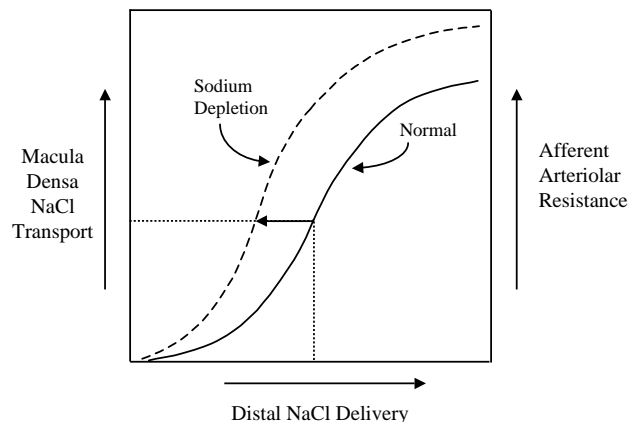 Sodium
Depletion
Normal
Macula
Densa
NaCl
Transport
Afferent
Arteriolar
Resistance
Distal NaCl Delivery